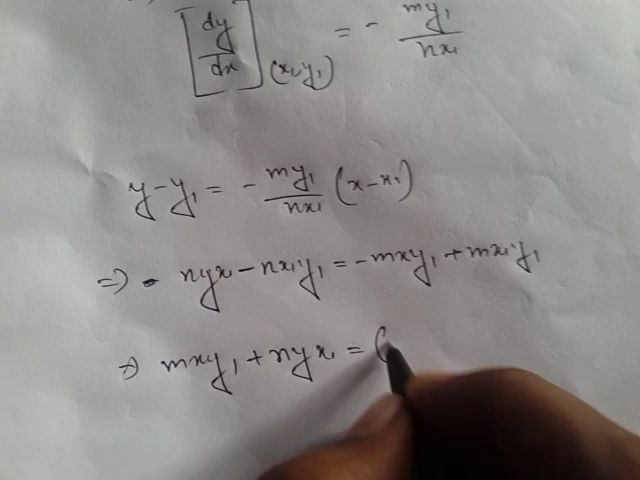 [dy/dx](x₁,y₁) = - my₁/nx₁
y-y₁ = - my₁/nx₁ (x-x₁)
⇒ - nyx₁ - nx₁y₁ = -mxy₁ + mx₁y₁
⇒ mxy₁ + nyx₁ = (